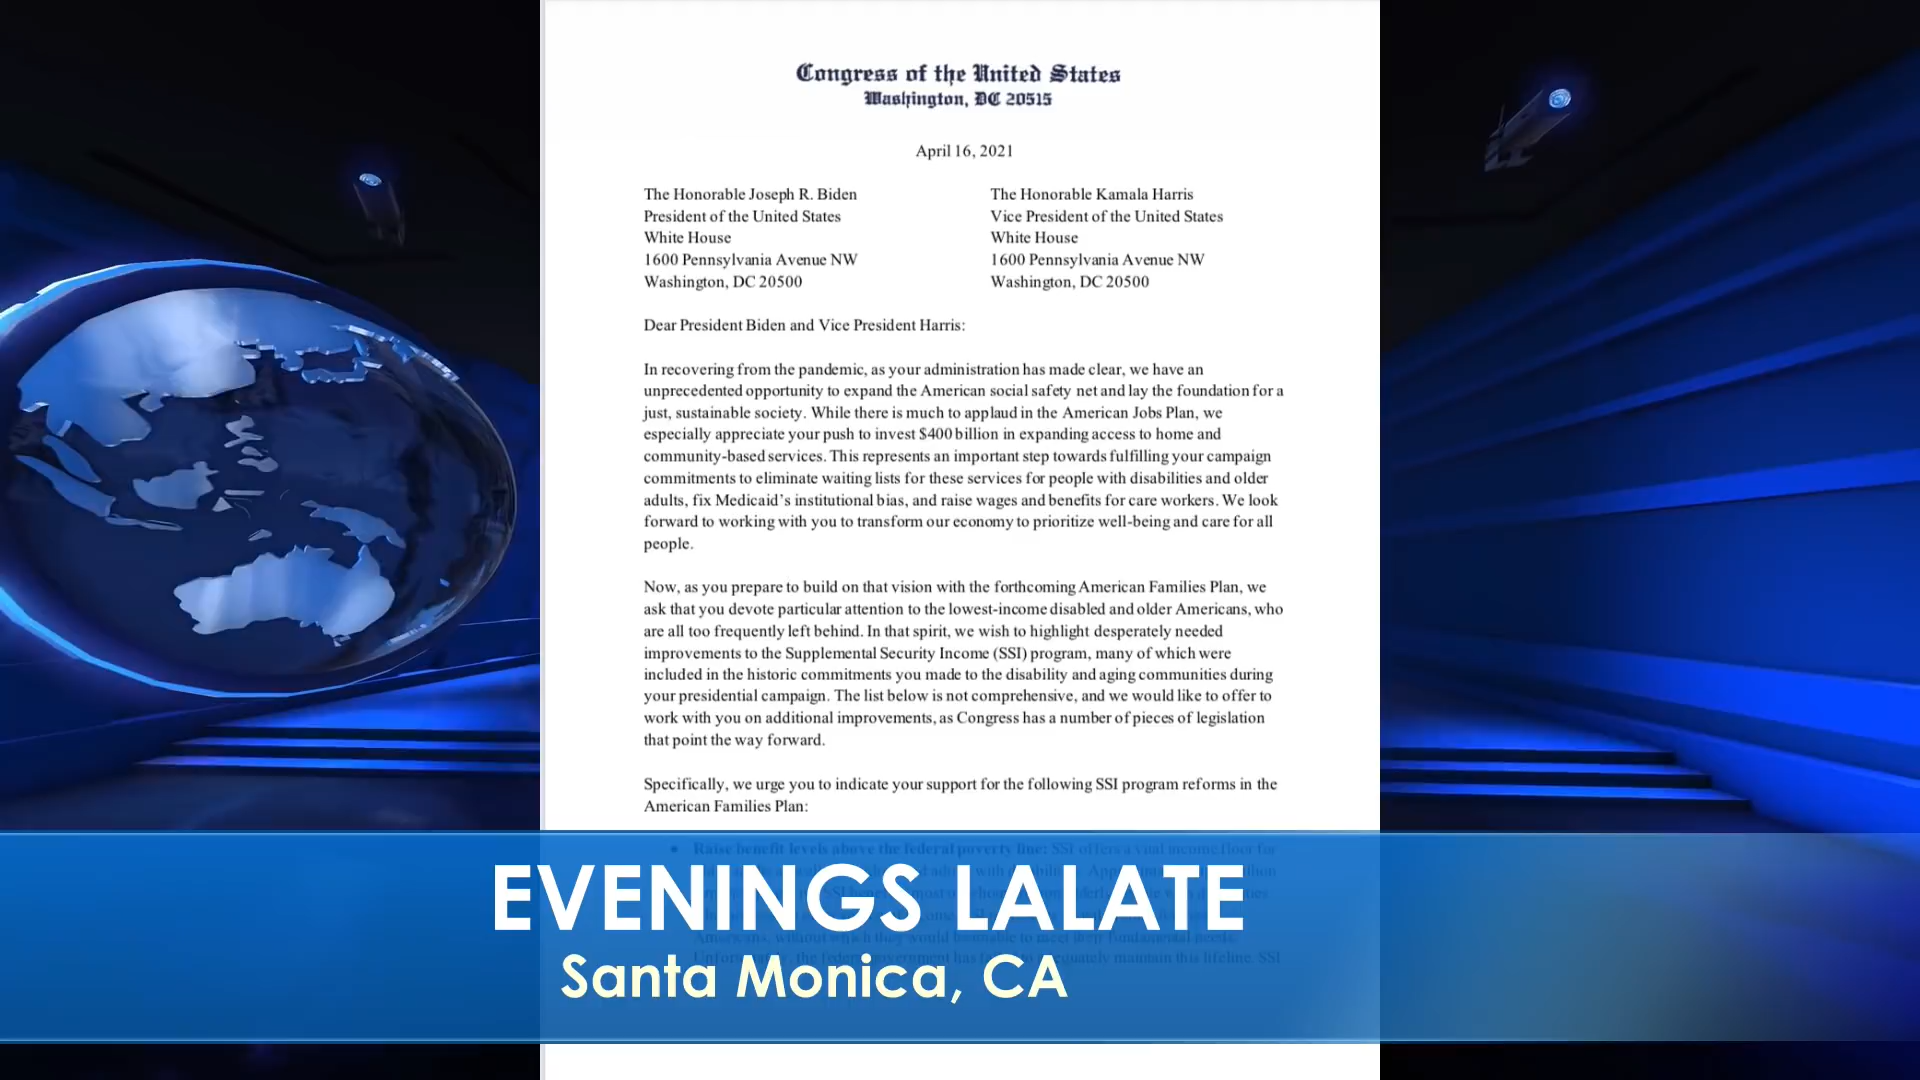 Congress of the United States
Washington, DC 20515
April 16, 2021
The Honorable Joseph R. Biden
President of the United States
White House
1600 Pennsylvania Avenue NW
Washington, DC 20500
The Honorable Kamala Harris
Vice President of the United States
White House
1600 Pennsylvania Avenue NW
Washington, DC 20500
Dear President Biden and Vice President Harris:
In recovering from the pandemic, as your administration has made clear, we have an
unprecedented opportunity to expand the American social safety net and lay the foundation for a
just, sustainable society. While there is much to applaud in the American Jobs Plan, we
especially appreciate your push to invest $400 billion in expanding access to home and
community-based services. This represents an important step towards fulfilling your campaign
commitments to eliminate waiting lists for these services for people with disabilities and older
adults, fix Medicaid's institutional bias, and raise wages and benefits for care workers. We look
forward to working with you to transform our economy to prioritize well-being and care for all
people.
Now, as you prepare to build on that vision with the forthcoming American Families Plan, we
ask that you devote particular attention to the lowest-income disabled and older Americans, who
are all too frequently left behind. In that spirit, we wish to highlight desperately needed
improvements to the Supplemental Security Income (SSI) program, many of which were
included in the historic commitments you made to the disability and aging communities during
your presidential campaign. The list below is not comprehensive, and we would like to offer to
work with you on additional improvements, as Congress has a number of pieces of legislation
that point the way forward.
Specifically, we urge you to indicate your support for the following SSI program reforms in the
American Families Plan:
• Raise benefit levels above the federal poverty line: SSI offers a vital income floor for
EVENINGS LALATE
Santa Monica, CA